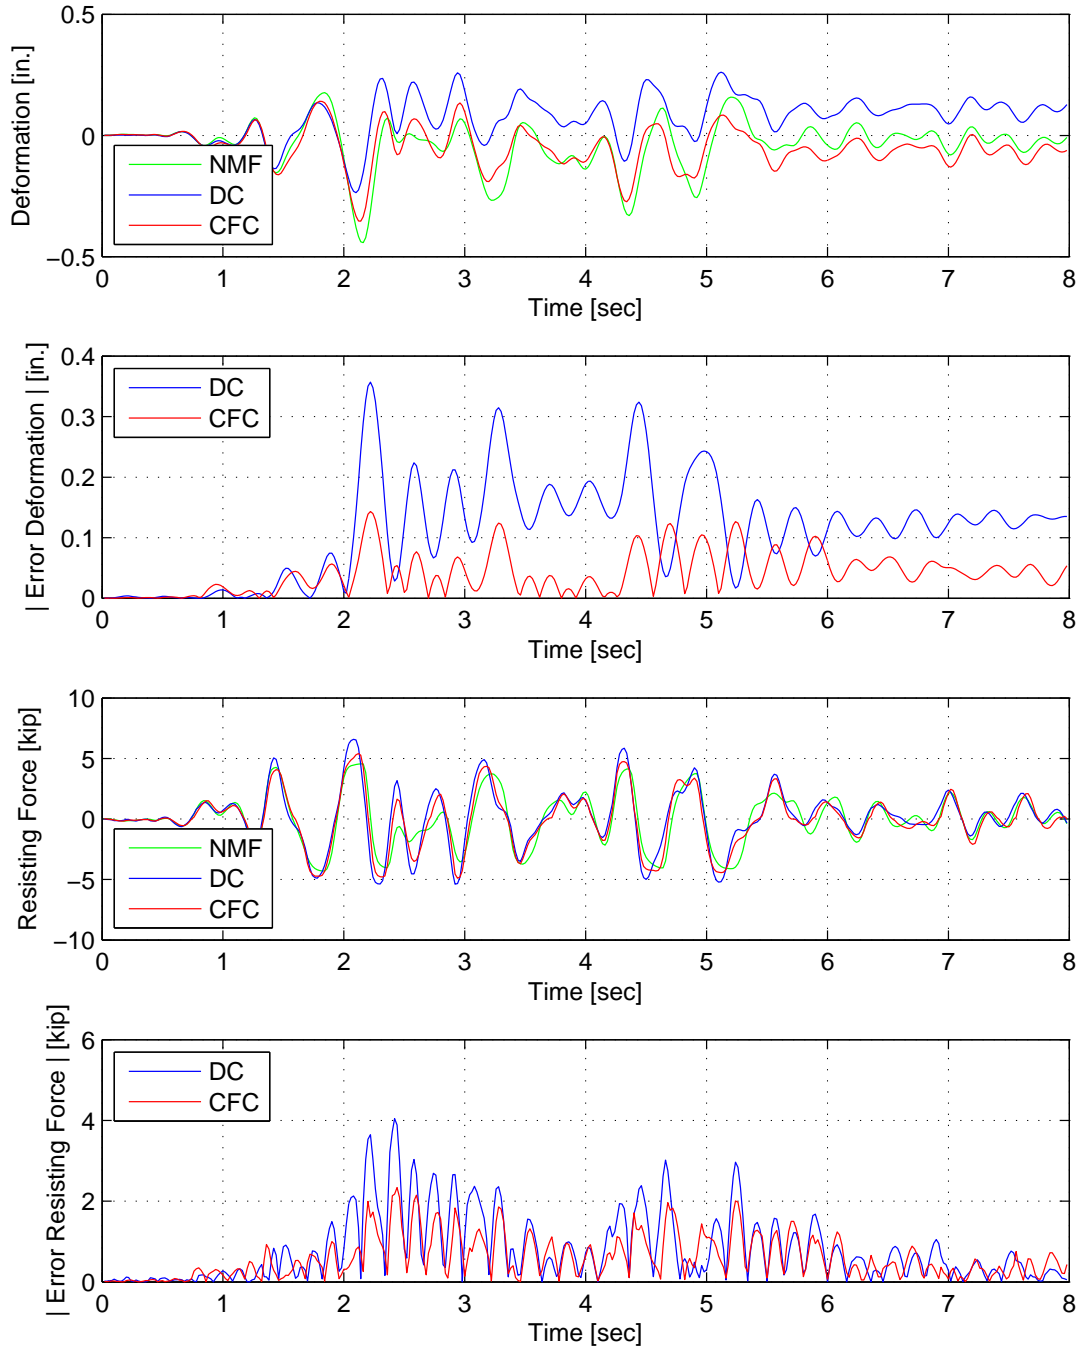 Deformation [in.]
0.5
0
−0.5
NMF
DC
CFC
0 1 2 3 4 5 6 7 8
Time [sec]
| Error Deformation | [in.]
0.4
0.3
0.2
0.1
0
DC
CFC
0 1 2 3 4 5 6 7 8
Time [sec]
Resisting Force [kip]
10
5
0
−5
−10
NMF
DC
CFC
0 1 2 3 4 5 6 7 8
Time [sec]
| Error Resisting Force | [kip]
6
4
2
0
DC
CFC
0 1 2 3 4 5 6 7 8
Time [sec]